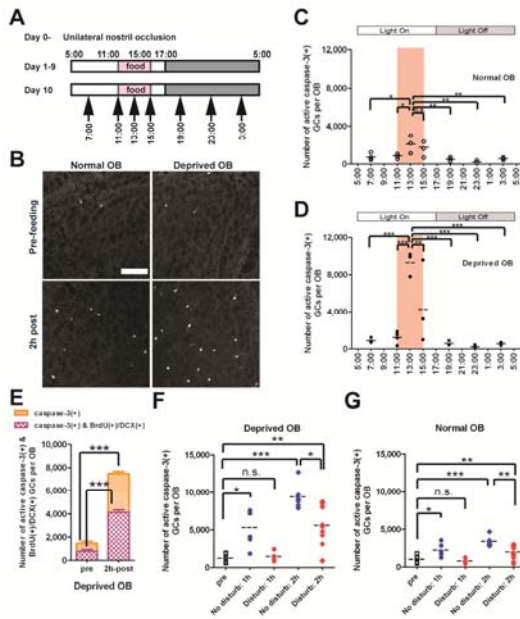 A
Day 0- Unilateral nostril occlusion
5:00 11:00 15:00 17:00 5:00
13:00
Day 1-9 food
Day 10 food
7:00 11:00 13:00 15:00 19:00 23:00 3:00
B
Normal OB Deprived OB
Pre-feeding
2h post
C
Light On Light Off
Number of active caspase-3(+)
GCs per OB
12,000
10,000
8,000
6,000
4,000
2,000
0
Normal OB
* * ** ** ** **
5:00 7:00 9:00 11:00 13:00 15:00 17:00 19:00 21:00 23:00 1:00 3:00 5:00
D
Light On Light Off
Number of active caspase-3(+)
GCs per OB
12,000
8,000
4,000
0
Deprived OB
*** *** ** *** *** ***
5:00 7:00 9:00 11:00 13:00 15:00 17:00 19:00 21:00 23:00 1:00 3:00 5:00
E
caspase-3(+)
caspase-3(+) & BrdU(+)/DCX(+)
Number of active caspase-3(+) &
BrdU(+)/DCX(+) GCs per OB
10,000
8,000
6,000
4,000
2,000
0
***
***
pre 2h-post
Deprived OB
F
Deprived OB
Number of active caspase-3(+)
GCs per OB
15,000
10,000
5,000
0
**
*** *
n.s.
*
pre
No disturb: 1h
Disturb: 1h
No disturb: 2h
Disturb: 2h
G
Normal OB
Number of active caspase-3(+)
GCs per OB
15,000
10,000
5,000
0
**
*** **
n.s.
*
pre
No disturb: 1h
Disturb: 1h
No disturb: 2h
Disturb: 2h